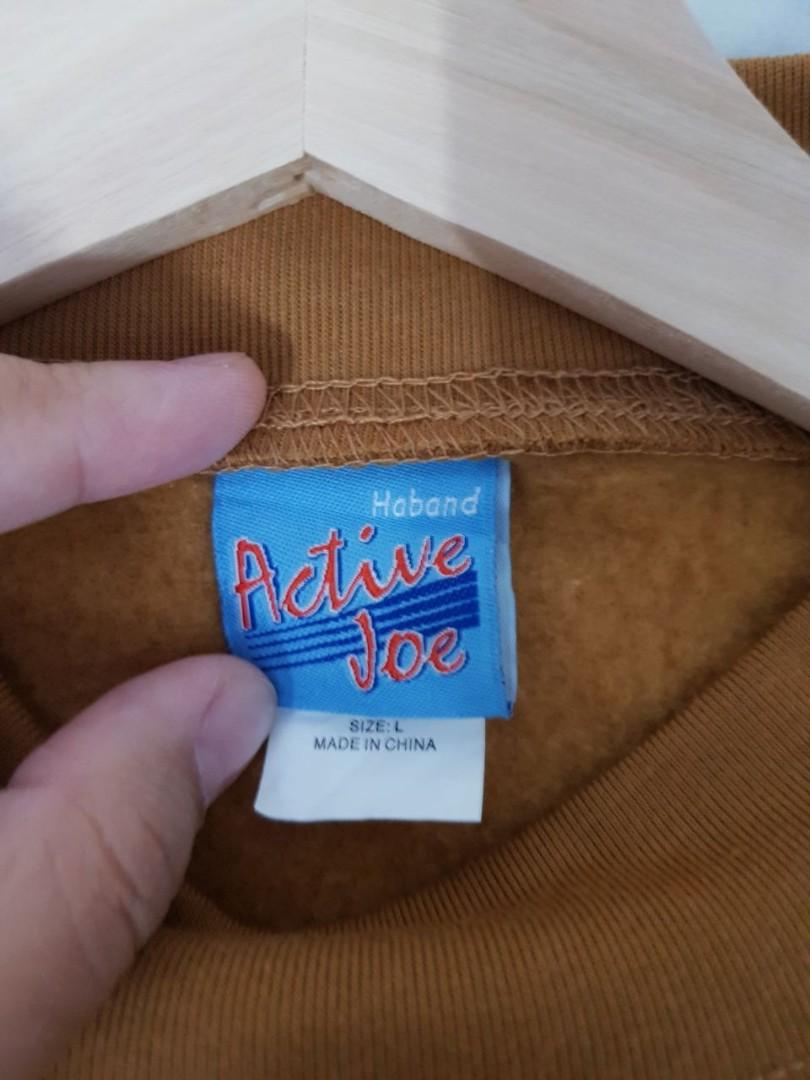 Haband
Active
Joe
SIZE: L
MADE IN CHINA